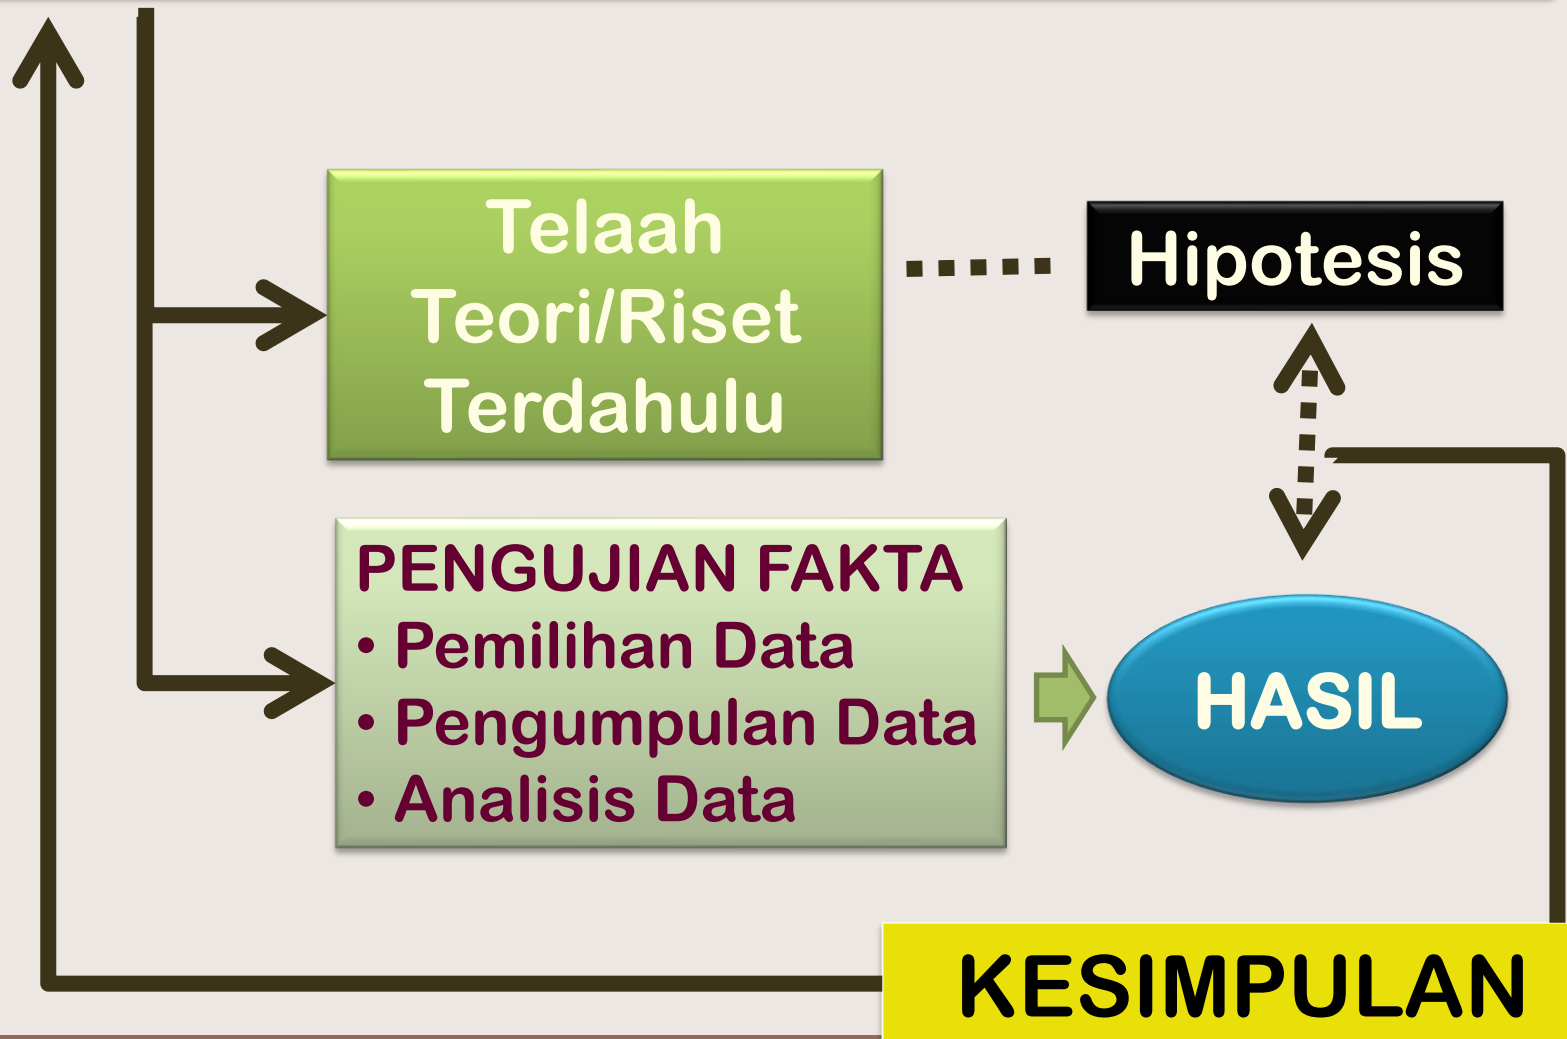 Telaah
Teori/Riset
Terdahulu
Hipotesis
PENGUJIAN FAKTA
• Pemilihan Data
• Pengumpulan Data
• Analisis Data
HASIL
KESIMPULAN